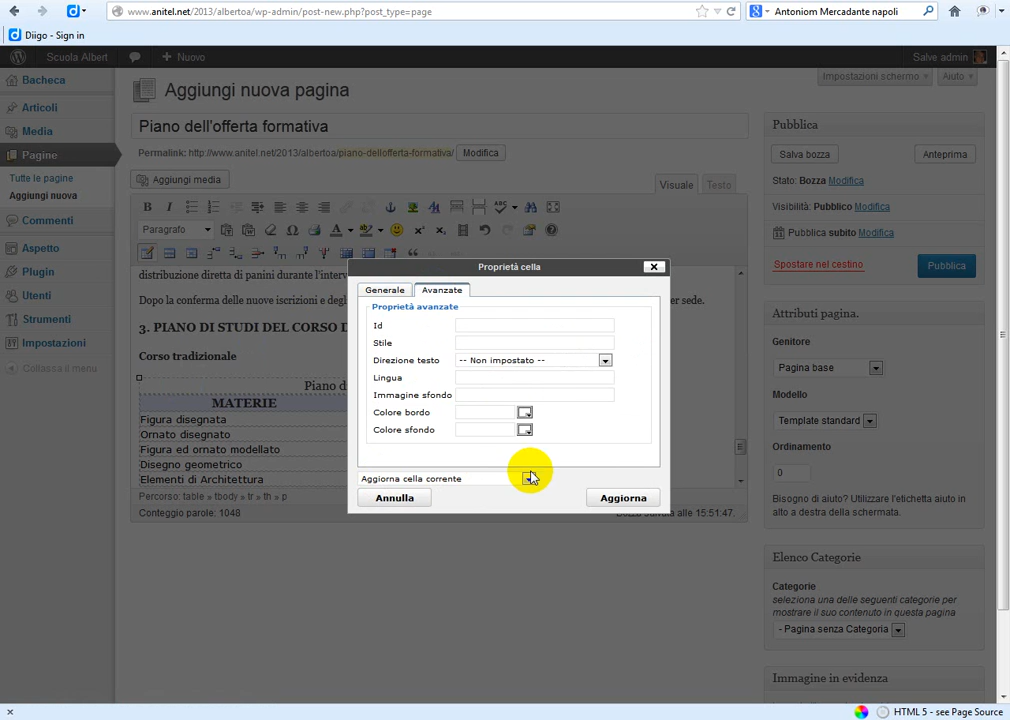 www.anitel.net/2013/albertoa/wp-admin/post-new.php?post_type=page
Antoniom Mercadante napoli
Diigo - Sign in
Scuola Albert
Nuovo
Salve admin
Bacheca
Articoli
Media
Pagine
Tutte le pagine
Aggiungi nuova
Commenti
Aspetto
Plugin
Utenti
Strumenti
Impostazioni
Collassa il menu
Aggiungi nuova pagina
Impostazioni schermo
Aiuto
Piano dell'offerta formativa
Permalink: http://www.anitel.net/2013/albertoa/piano-dellofferta-formativa/ Modifica
Aggiungi media
Visuale
Testo
Paragrafo
distribuzione diretta di panini durante l'interv
Dopo la conferma delle nuove iscrizioni e degli
er sede.
3. PIANO DI STUDI DEL CORSO D
Corso tradizionale
Piano d
MATERIE
Figura disegnata
Ornato disegnato
Figura ed ornato modellato
Disegno geometrico
Elementi di Architettura
Percorso: table » tbody » tr » th » p
Conteggio parole: 1048
alle 15:51:47.
Proprietà cella
Generale
Avanzate
Proprietà avanzate
Id
Stile
Direzione testo
-- Non impostato --
Lingua
Immagine sfondo
Colore bordo
Colore sfondo
Aggiorna cella corrente
Annulla
Aggiorna
Pubblica
Salva bozza
Anteprima
Stato: Bozza Modifica
Visibilità: Pubblico Modifica
Pubblica subito Modifica
Spostare nel cestino
Pubblica
Attributi pagina.
Genitore
Pagina base
Modello
Template standard
Ordinamento
0
Bisogno di aiuto? Utilizzare l'etichetta aiuto in
alto a destra della schermata.
Elenco Categorie
Categorie
seleziona una delle seguenti categorie per
mostrare il suo contenuto in questa pagina
- Pagina senza Categoria
Immagine in evidenza
HTML 5 - see Page Source